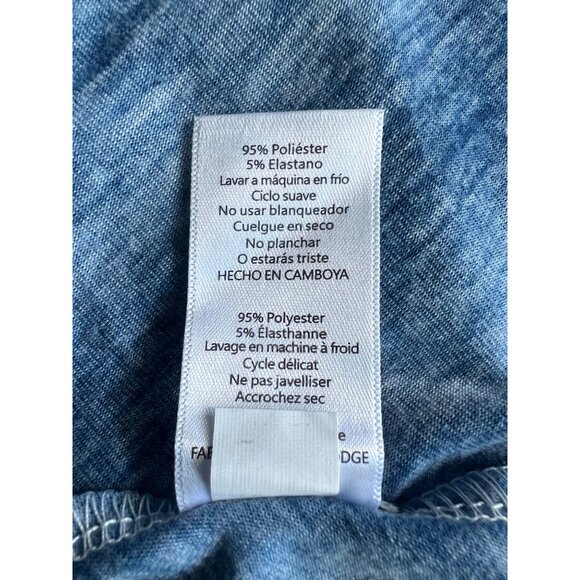 95% Poliéster
5% Elastano
Lavar a máquina en frío
Ciclo suave
No usar blanqueador
Cuelgue en seco
No planchar
O estarás triste
HECHO EN CAMBOYA
95% Polyester
5% Élasthanne
Lavage en machine à froid
Cycle délicat
Ne pas javelliser
Accrochez sec